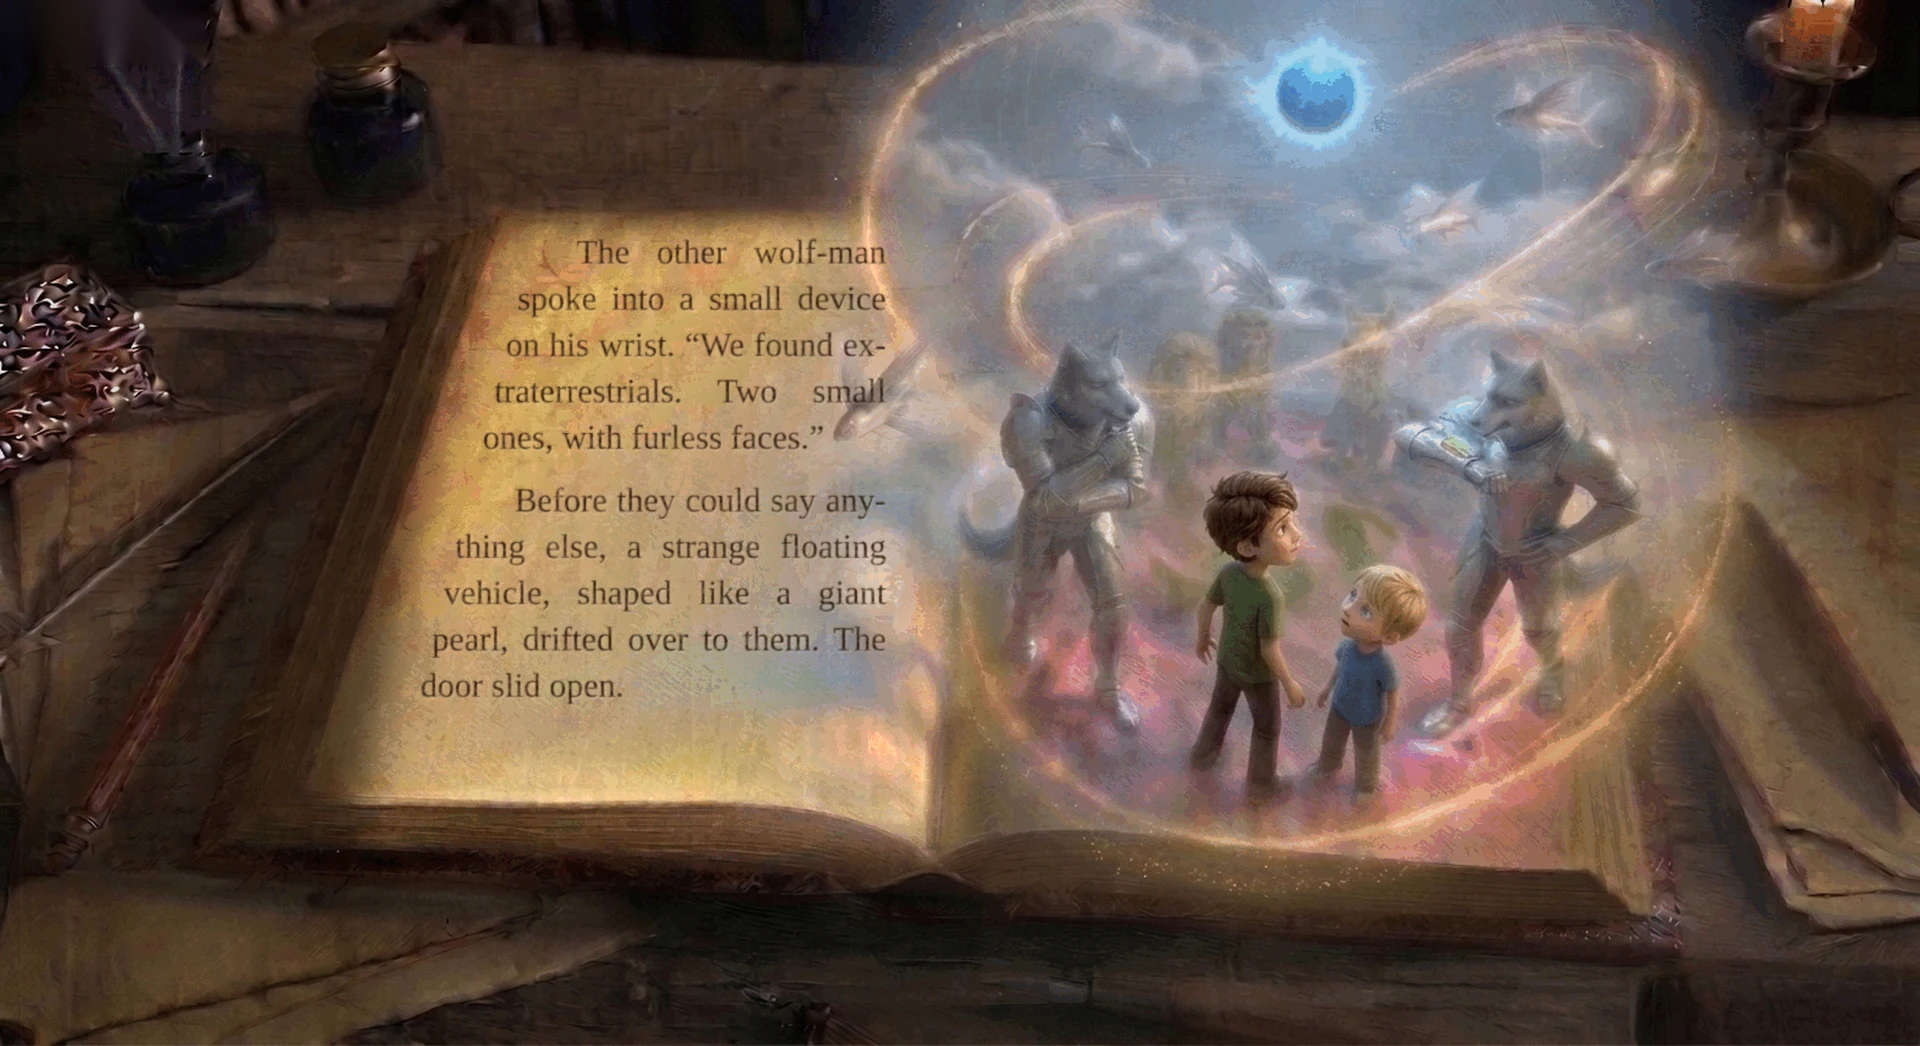 The other wolf-man
spoke into a small device
on his wrist. “We found ex-
traterrestrials. Two small
ones, with furless faces.”
Before they could say any-
thing else, a strange floating
vehicle, shaped like a giant
pearl, drifted over to them. The
door slid open.